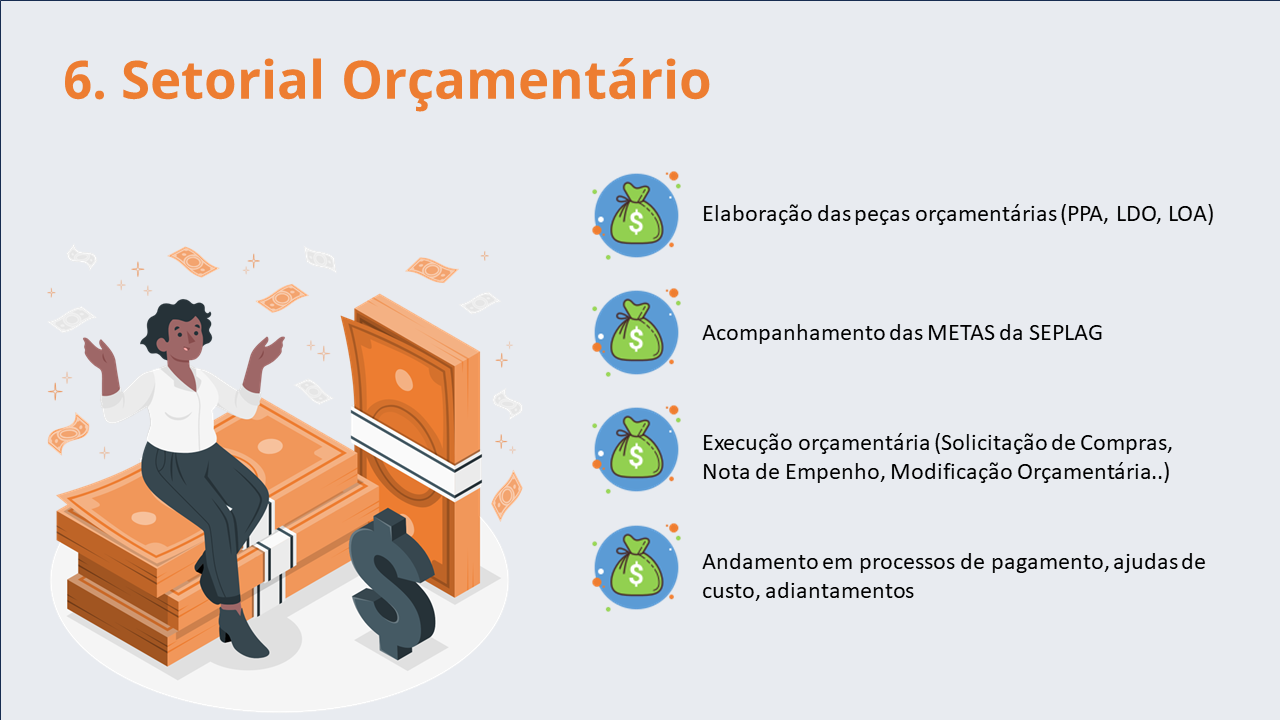 6. Setorial Orçamentário
Elaboração das peças orçamentárias (PPA, LDO, LOA)
Acompanhamento das METAS da SEPLAG
Execução orçamentária (Solicitação de Compras,
Nota de Empenho, Modificação Orçamentária..)
Andamento em processos de pagamento, ajudas de
custo, adiantamentos